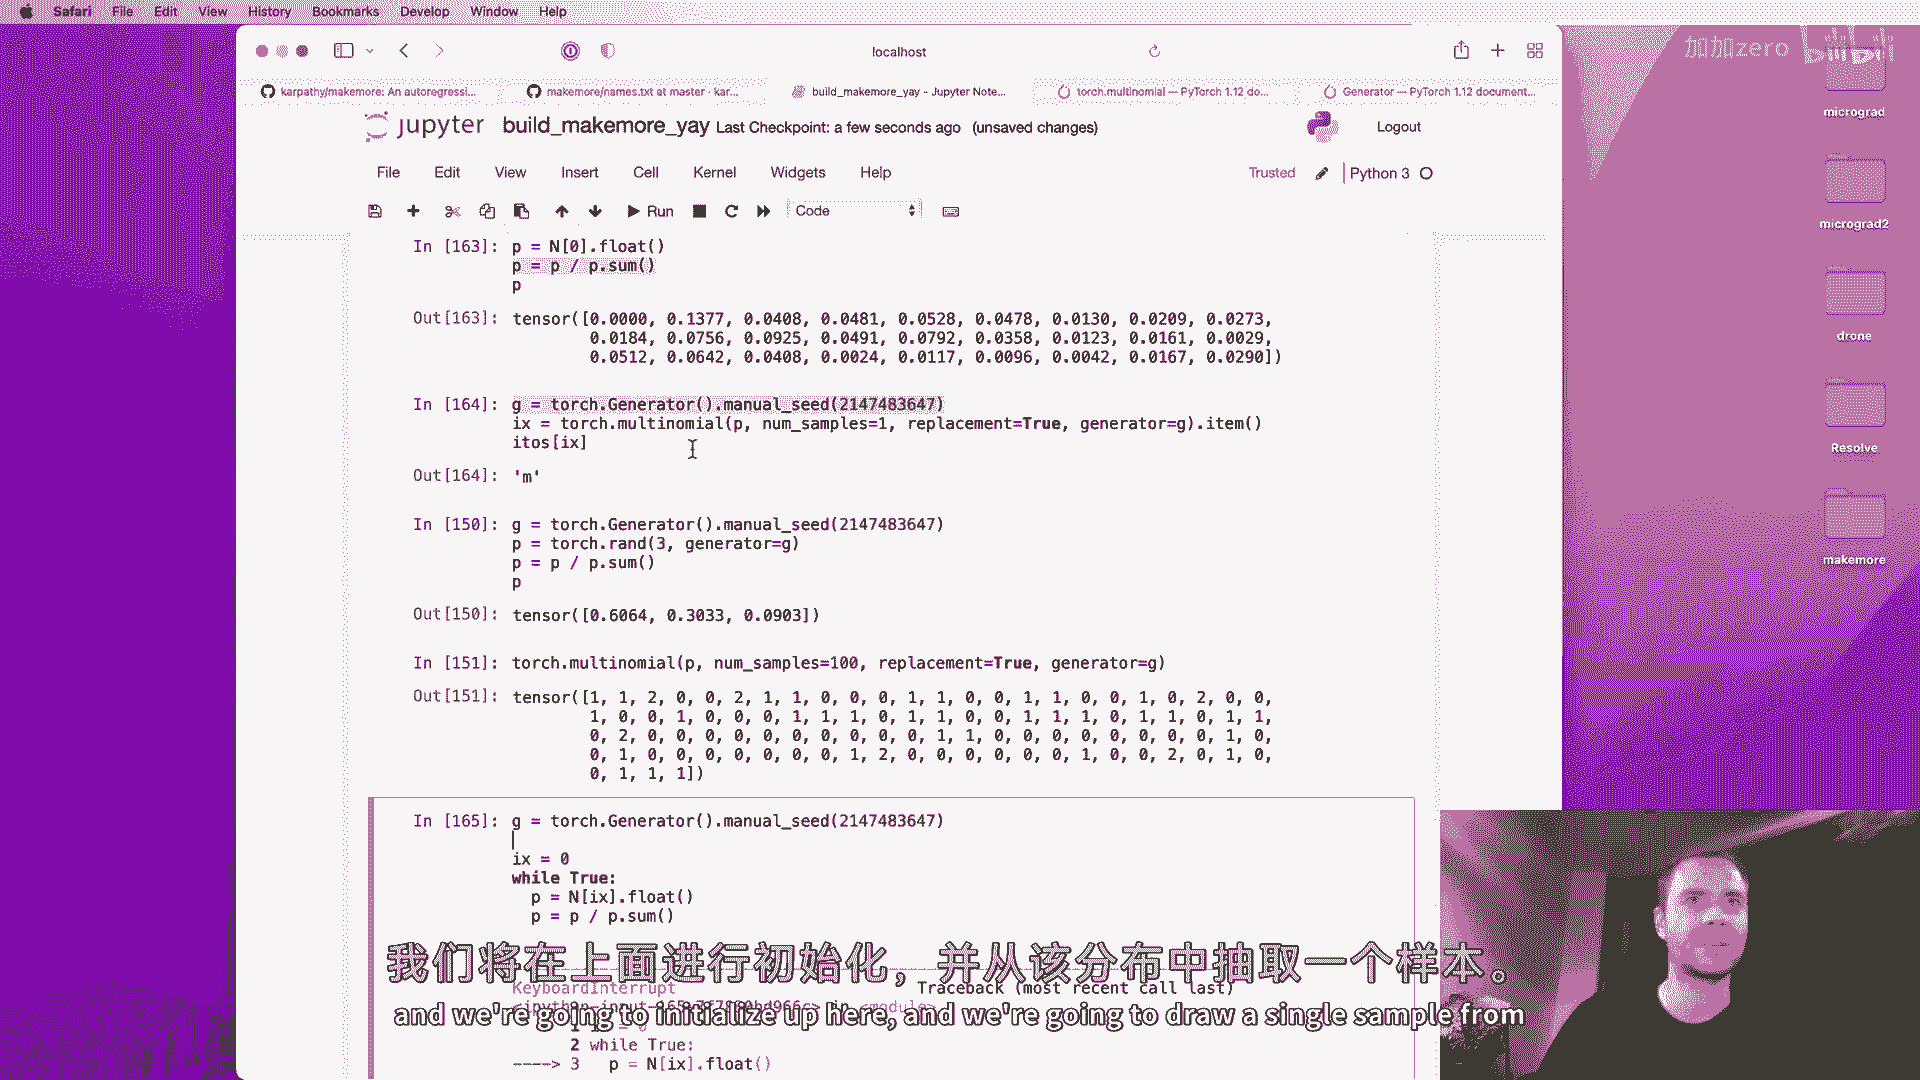 Safari File Edit View History Bookmarks Develop Window Help
localhost
加加zero bilibili
karpathy/makemore: An autoregressi...
makemore/names.txt at master · kar...
build_makemore_yay - Jupyter Note...
torch.multinomial — PyTorch 1.12 do...
Generator — PyTorch 1.12 document...
jupyter build_makemore_yay Last Checkpoint: a few seconds ago (unsaved changes)
Logout
File Edit View Insert Cell Kernel Widgets Help
Trusted Python 3
Run Code
In [163]: p = N[0].float()
p = p / p.sum()
p
Out[163]: tensor([0.0000, 0.1377, 0.0408, 0.0481, 0.0528, 0.0478, 0.0130, 0.0209, 0.0273,
0.0184, 0.0756, 0.0925, 0.0491, 0.0792, 0.0358, 0.0123, 0.0161, 0.0029,
0.0512, 0.0642, 0.0408, 0.0024, 0.0117, 0.0096, 0.0042, 0.0167, 0.0290])
In [164]: g = torch.Generator().manual_seed(2147483647)
ix = torch.multinomial(p, num_samples=1, replacement=True, generator=g).item()
itos[ix]
Out[164]: 'm'
In [150]: g = torch.Generator().manual_seed(2147483647)
p = torch.rand(3, generator=g)
p = p / p.sum()
p
Out[150]: tensor([0.6064, 0.3033, 0.0903])
In [151]: torch.multinomial(p, num_samples=100, replacement=True, generator=g)
Out[151]: tensor([1, 1, 2, 0, 0, 2, 1, 1, 0, 0, 0, 1, 1, 0, 0, 1, 1, 0, 0, 1, 0, 2, 0, 0,
1, 0, 0, 1, 0, 0, 0, 1, 1, 1, 0, 1, 1, 0, 0, 1, 1, 1, 0, 1, 1, 0, 1, 1,
0, 2, 0, 0, 0, 0, 0, 0, 0, 0, 0, 0, 1, 1, 0, 0, 0, 0, 0, 0, 0, 0, 1, 0,
0, 1, 0, 0, 0, 0, 0, 0, 0, 1, 2, 0, 0, 0, 0, 0, 0, 1, 0, 0, 2, 0, 1, 0,
0, 1, 1, 1])
In [165]: g = torch.Generator().manual_seed(2147483647)
ix = 0
while True:
p = N[ix].float()
p = p / p.sum()
我们将在上面进行初始化，并从该分布中抽取一个样本。
KeyboardInterrupt Traceback (most recent call last)
and we're going to initialize up here, and we're going to draw a single sample from
2 while True:
----> 3 p = N[ix].float()
micrograd
micrograd2
drone
Resolve
makemore